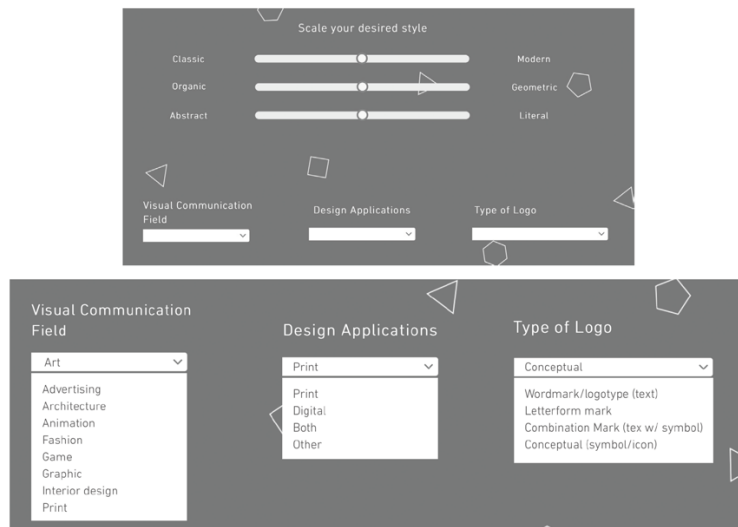 Scale your desired style
Classic Modern
Organic Geometric
Abstract Literal
Visual Communication
Field
Design Applications
Type of Logo
Visual Communication
Field
Design Applications
Type of Logo
Art
Print
Conceptual
Advertising
Architecture
Animation
Fashion
Game
Graphic
Interior design
Print
Print
Digital
Both
Other
Wordmark/logotype (text)
Letterform mark
Combination Mark (tex w/ symbol)
Conceptual (symbol/icon)